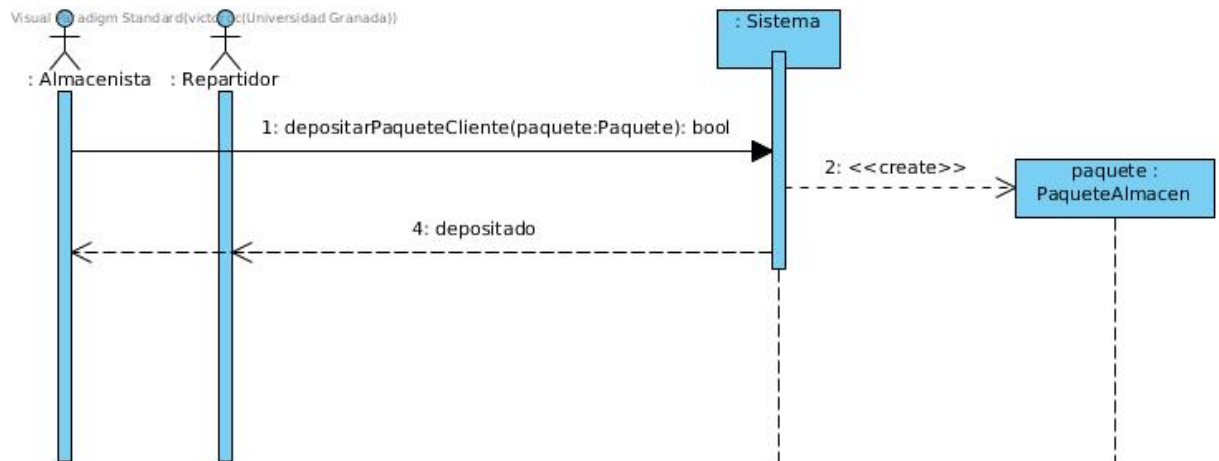 : Sistema
: Almacenista : Repartidor
1: depositarPaqueteCliente(paquete:Paquete): bool
2: <<create>>
paquete :
PaqueteAlmacen
4: depositado